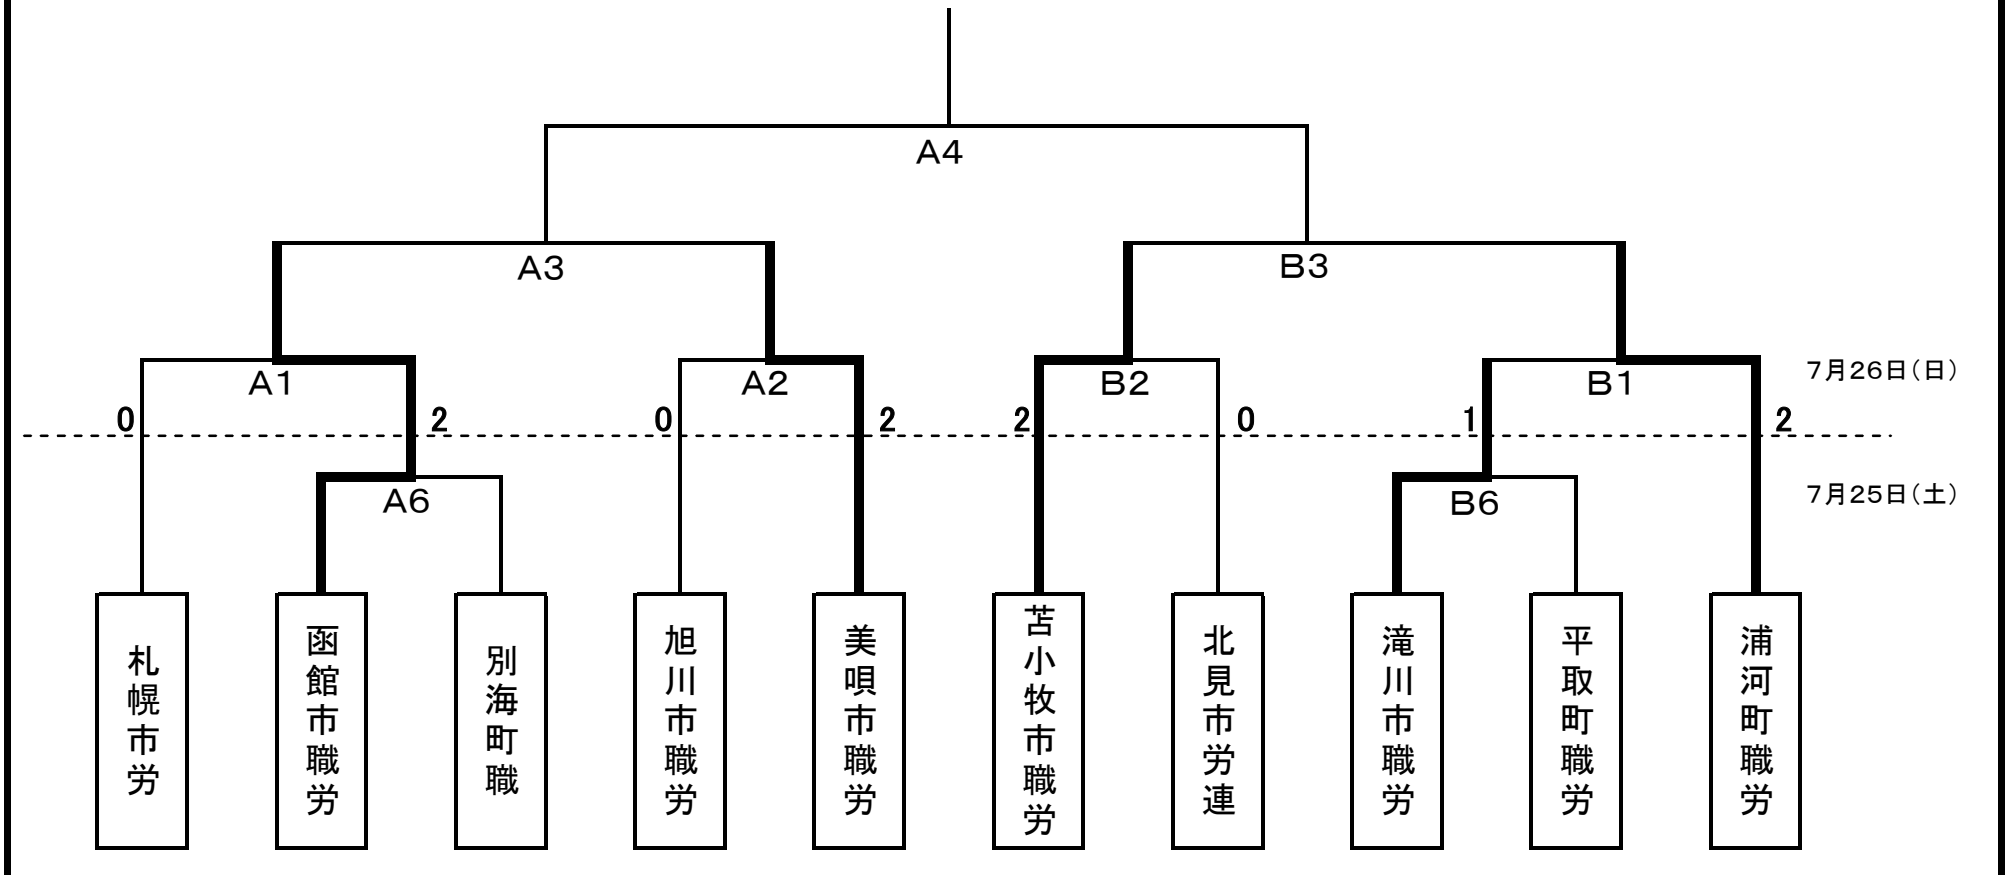 A4
A3
B3
A1
A2
B2
B1
7月26日(日)
0
2
0
2
2
0
1
2
A6
B6
7月25日(土)
札幌市労
函館市職労
別海町職
旭川市職労
美唄市職労
苫小牧市職労
北見市労連
滝川市職労
平取町職労
浦河町職労